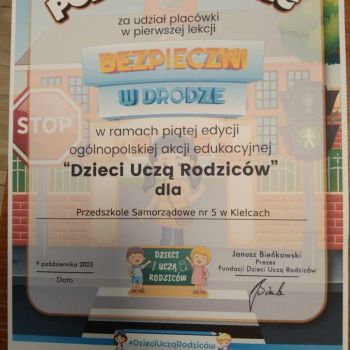 za udział placówki
w pierwszej lekcji
BEZPIECZNI
W DRODZE
STOP
w ramach piątej edycji
ogólnopolskiej akcji edukacyjnej
“Dzieci Uczą Rodziców”
dla
Przedszkole Samorządowe nr 5 w Kielcach
9 października 2023
Data
DZIECI
UCZĄ
RODZICÓW
Janusz Bieńkowski
Prezes
Fundacji Dzieci Uczą Rodziców
#DzieciUcząRodziców